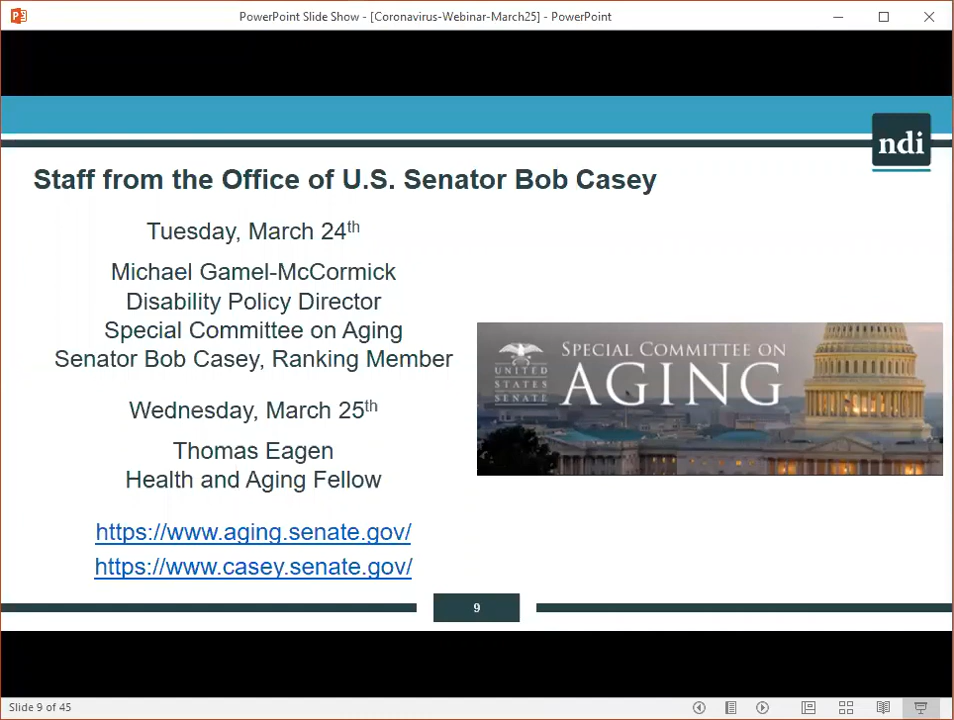 PowerPoint Slide Show - [Coronavirus-Webinar-March25] - PowerPoint
ndi
Staff from the Office of U.S. Senator Bob Casey
Tuesday, March 24th
Michael Gamel-McCormick
Disability Policy Director
Special Committee on Aging
Senator Bob Casey, Ranking Member
Wednesday, March 25th
Thomas Eagen
Health and Aging Fellow
https://www.aging.senate.gov/
https://www.casey.senate.gov/
UNITED
STATES
SENATE
SPECIAL COMMITTEE ON
AGING
9
Slide 9 of 45